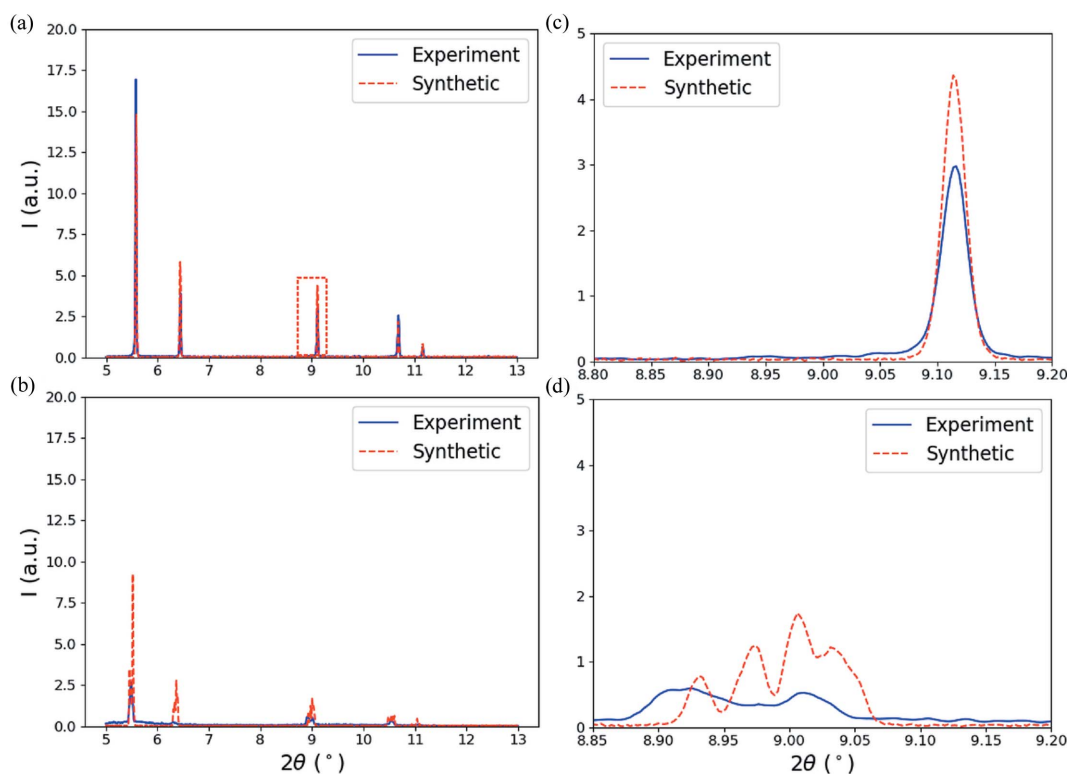 (a)
20.0
17.5
15.0
12.5
10.0
7.5
5.0
2.5
0.0
I (a.u.)
Experiment
Synthetic
5 6 7 8 9 10 11 12 13
(c)
5
4
3
2
1
0
Experiment
Synthetic
8.80 8.85 8.90 8.95 9.00 9.05 9.10 9.15 9.20
(b)
20.0
17.5
15.0
12.5
10.0
7.5
5.0
2.5
0.0
I (a.u.)
Experiment
Synthetic
5 6 7 8 9 10 11 12 13
2θ (°)
(d)
5
4
3
2
1
0
Experiment
Synthetic
8.85 8.90 8.95 9.00 9.05 9.10 9.15 9.20
2θ (°)